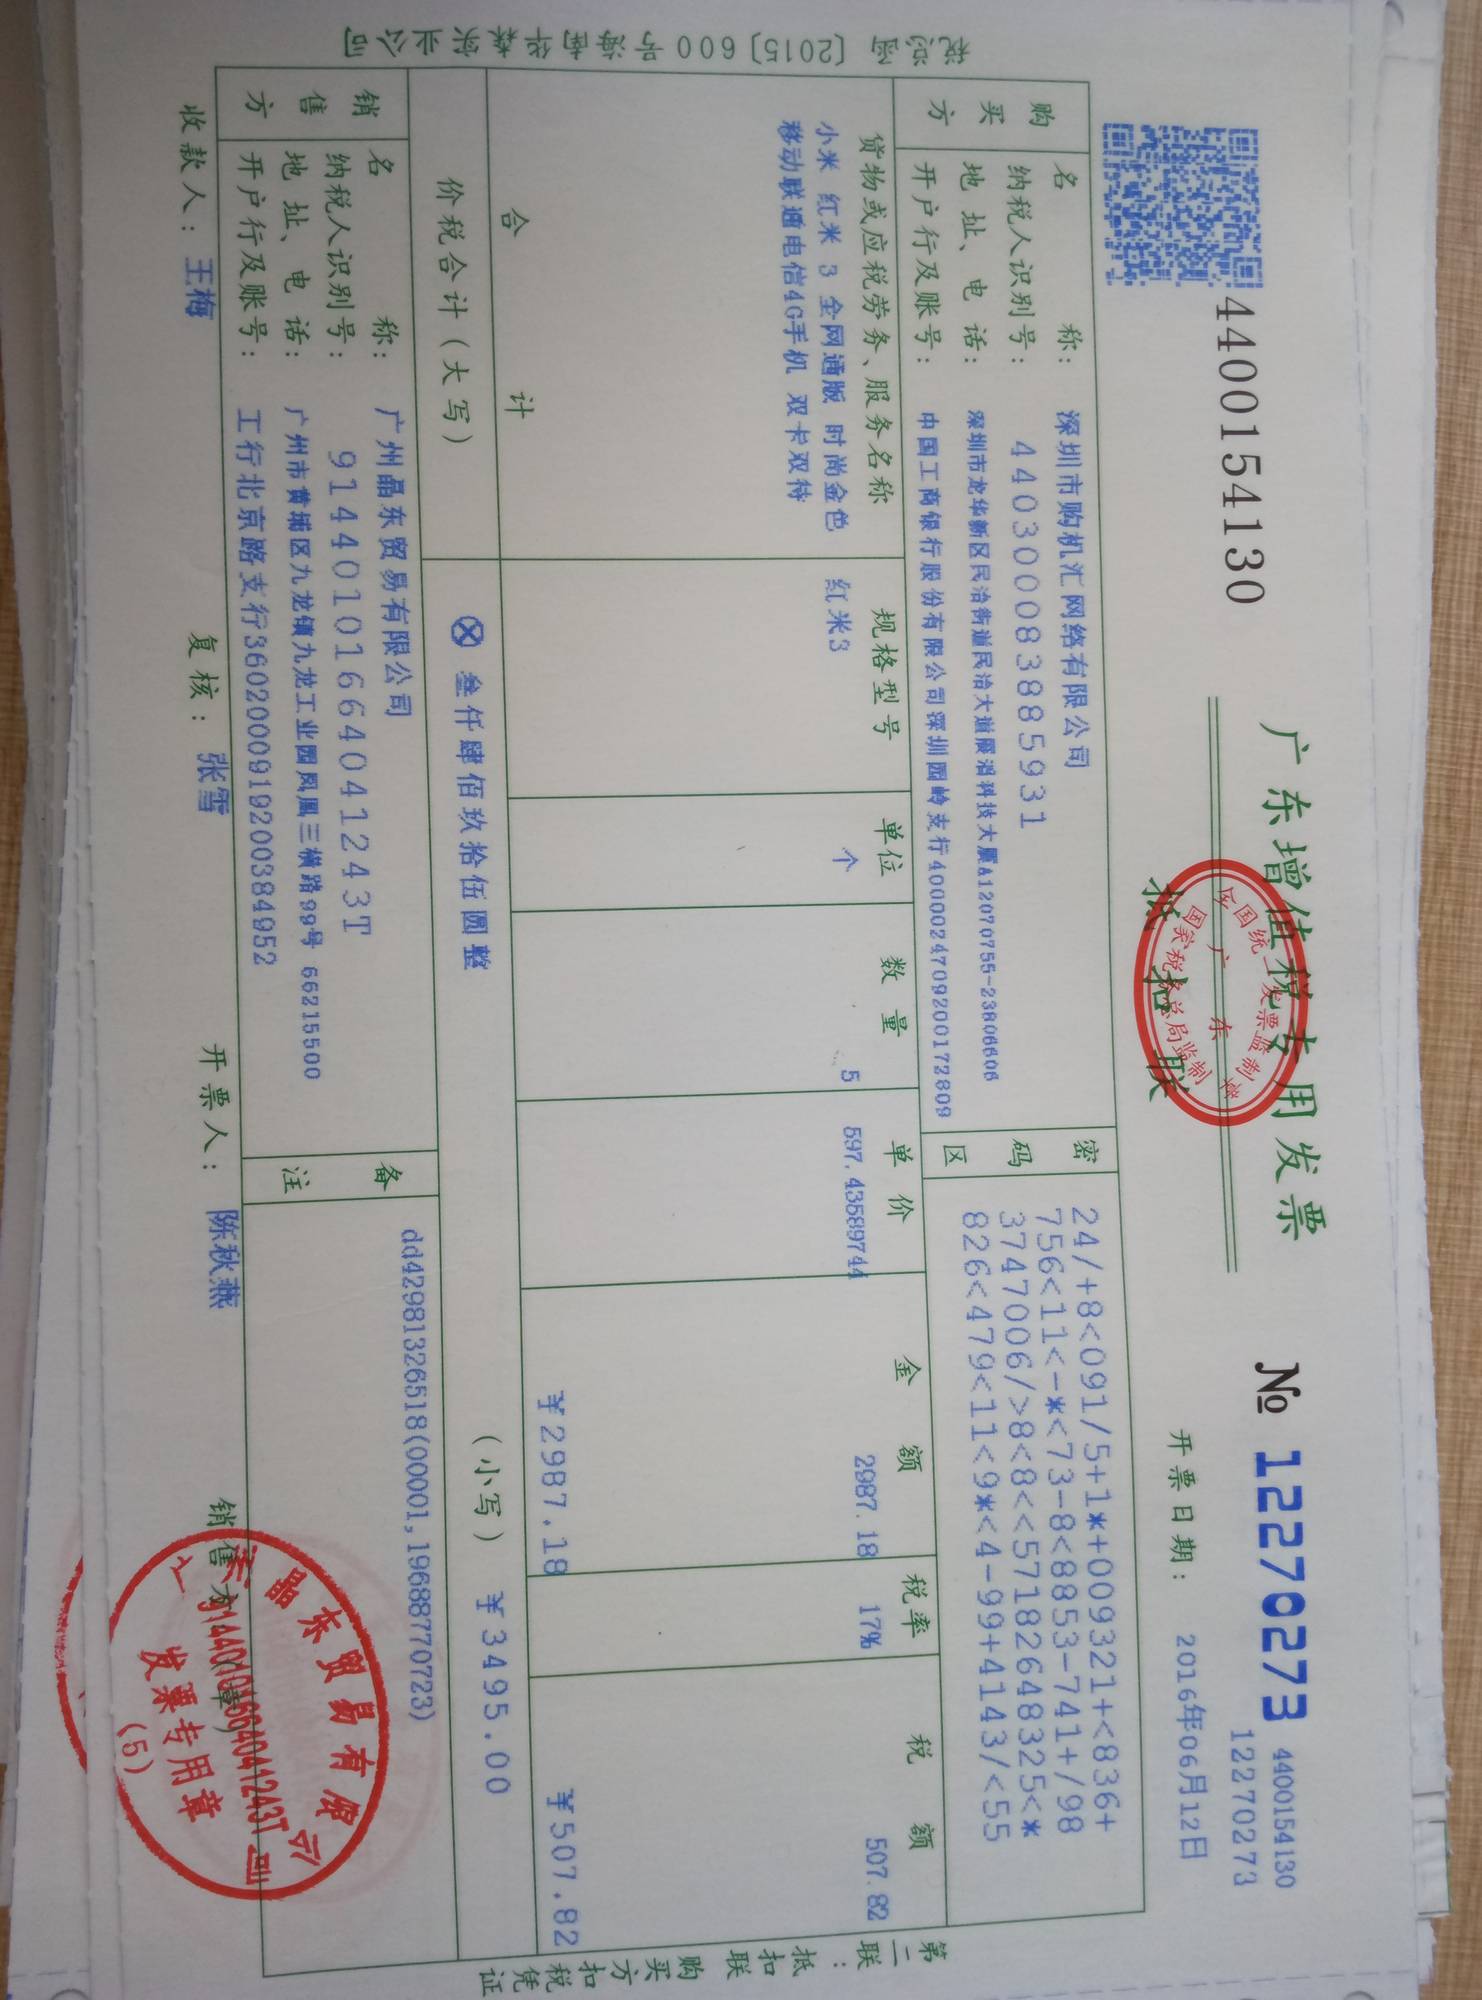 4400154130
广东增值税专用发票
抵扣联
№ 12270273
4400154130
12270273
开票日期: 2016年06月12日
全国统一发票监制章
广东
国家税务总局监制
购买方
名 称: 深圳市购机汇网络有限公司
纳税人识别号: 440300838885931
地 址、电 话: 深圳市龙华新区民治街道民治大道展滔科技大厦A12070755-23806606
开户行及账号: 中国工商银行股份有限公司深圳园岭支行4000024709200172809
密码区
24/+8<091/5+1*+009321+<836+
756<11<-*<73-8<8853-741+/98
3747006/>8<8<<57182648325<*
826<479<11<9*<4-99+4143/<55
货物或应税劳务、服务名称 规格型号 单位 数量 单价 金额 税率 税额
小米 红米 3 全网通版 时尚金色 红米3 个 5 597.43589744 2987.18 17% 507.82
移动联通电信4G手机 双卡双待
合 计 ￥2987.18 ￥507.82
价税合计(大写) ⊗ 叁仟肆佰玖拾伍圆整 (小写) ￥3495.00
销售方
名 称: 广州晶东贸易有限公司
纳税人识别号: 91440101664041243T
地 址、电 话: 广州市黄埔区九龙镇九龙工业园凤凰三横路99号 66215500
开户行及账号: 工行北京路支行3602000919200384952
备注
dd42981326518(00001,19688770723)
收款人: 王梅 复核: 张雪 开票人: 陈秋燕 销售方:(章)
广州晶东贸易有限公司
91440101664041243T
发票专用章
(5)
第二联:抵扣联 购买方扣税凭证
税总函〔2015〕600号海南华森实业公司